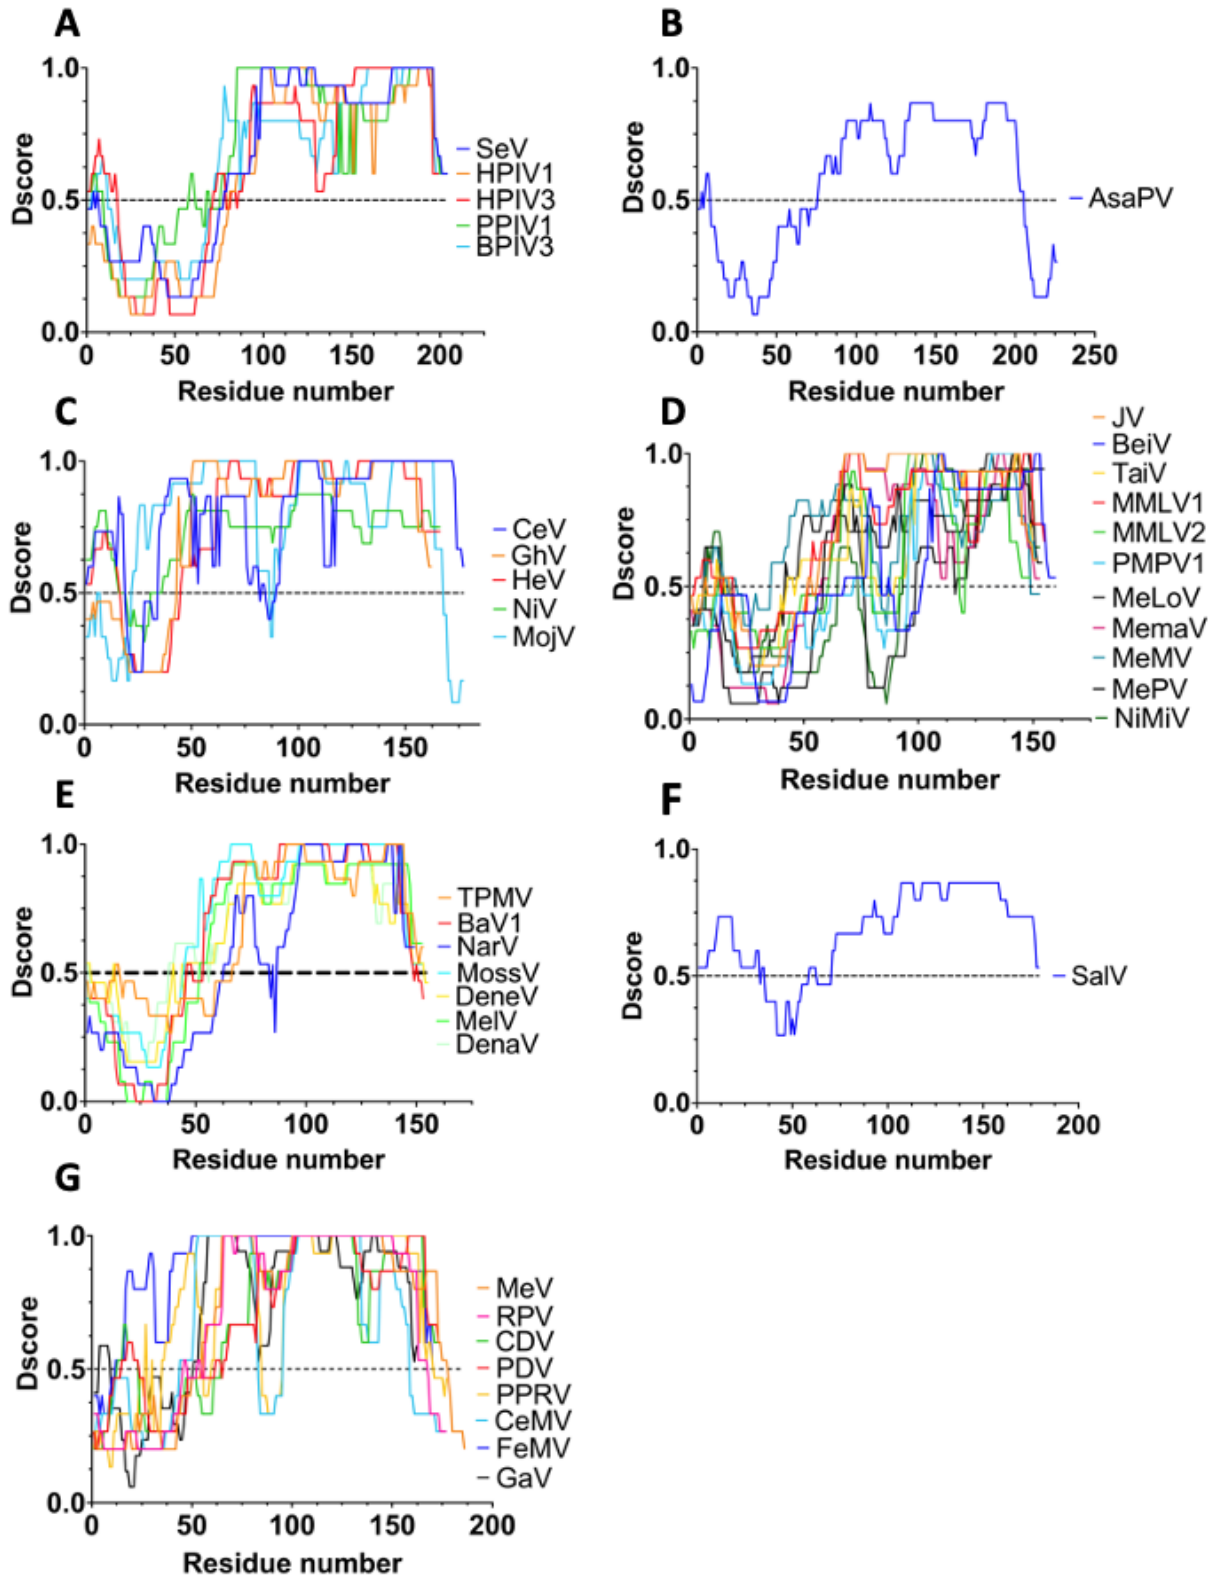 A
1.0
0.5
0.0
Dscore
0 50 100 150 200
Residue number
SeV
HPIV1
HPIV3
PPIV1
BPIV3
B
1.0
0.5
0.0
Dscore
0 50 100 150 200 250
Residue number
AsaPV
C
1.0
0.5
0.0
Dscore
0 50 100 150
Residue number
CeV
GhV
HeV
NiV
MojV
D
1.0
0.5
0.0
Dscore
0 50 100 150
Residue number
JV
BeiV
TaiV
MMLV1
MMLV2
PMPV1
MeLoV
MemaV
MeMV
MePV
NiMiV
E
1.0
0.5
0.0
Dscore
0 50 100 150
Residue number
TPMV
BaV1
NarV
MossV
DeneV
MelV
DenaV
F
1.0
0.5
0.0
Dscore
0 50 100 150 200
Residue number
SalV
G
1.0
0.5
0.0
Dscore
0 50 100 150 200
Residue number
MeV
RPV
CDV
PDV
PPRV
CeMV
FeMV
GaV